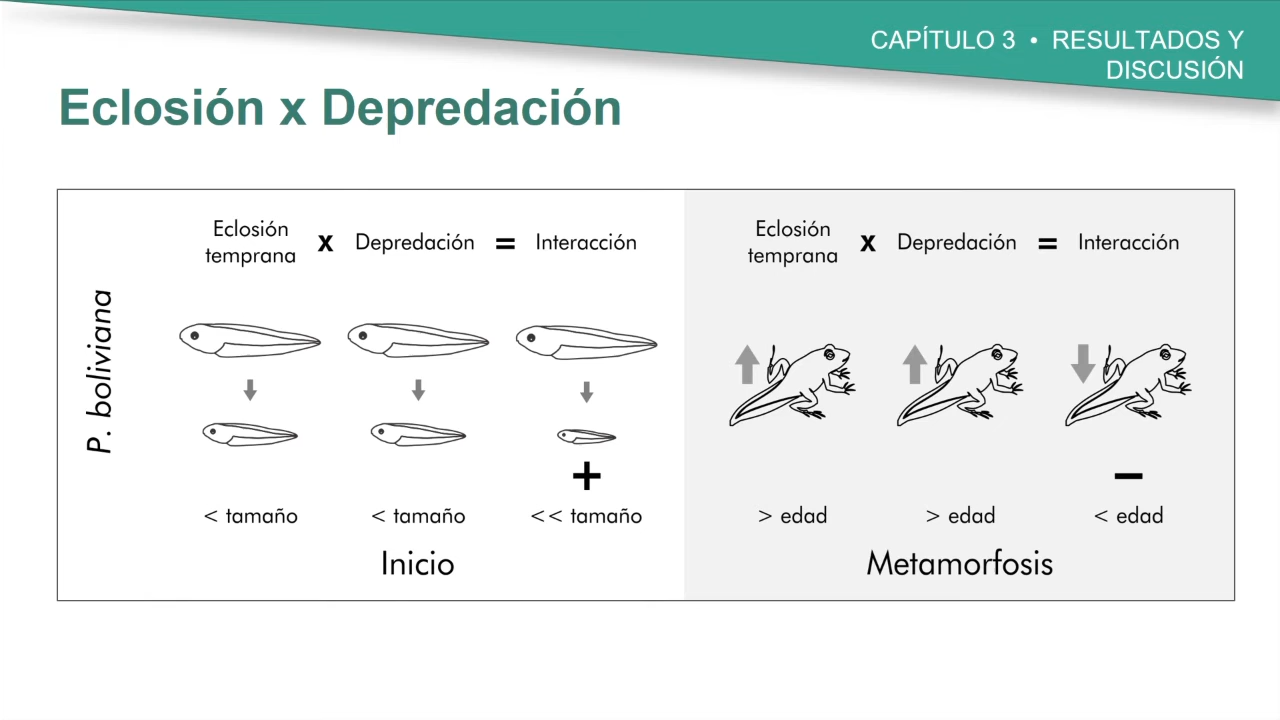 CAPÍTULO 3 • RESULTADOS Y
DISCUSIÓN
Eclosión x Depredación
Eclosión
temprana
x
Depredación
=
Interacción
Eclosión
temprana
x
Depredación
=
Interacción
P. boliviana
+
–
< tamaño
< tamaño
<< tamaño
> edad
> edad
< edad
Inicio
Metamorfosis